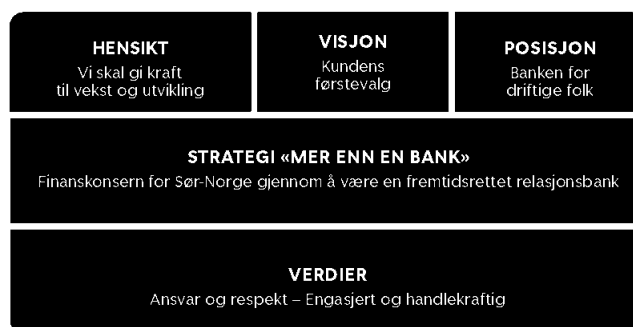 HENSIKT
Vi skal gi kraft
til vekst og utvikling
VISJON
Kundens
førstevalg
POSISJON
Banken for
driftige folk
STRATEGI «MER ENN EN BANK»
Finanskonsern for Sør-Norge gjennom å være en fremtidsrettet relasjonsbank
VERDIER
Ansvar og respekt – Engasjert og handlekraftig